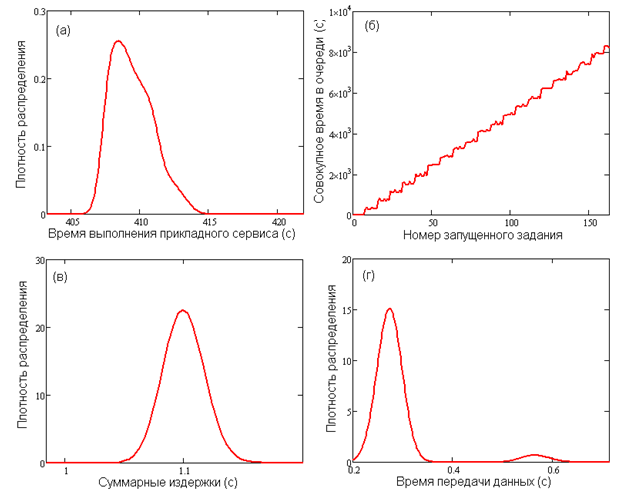 (а)
Плотность распределения
0.3
0.2
0.1
0
405
410
415
420
Время выполнения прикладного сервиса (с)
(б)
Совокупное время в очереди (с)
1×10⁴
8×10³
6×10³
4×10³
2×10³
0
0
50
100
150
Номер запущенного задания
(в)
Плотность распределения
30
20
10
0
1
1.1
Суммарные издержки (с)
(г)
Плотность распределения
20
15
10
5
0
0.2
0.4
0.6
Время передачи данных (с)